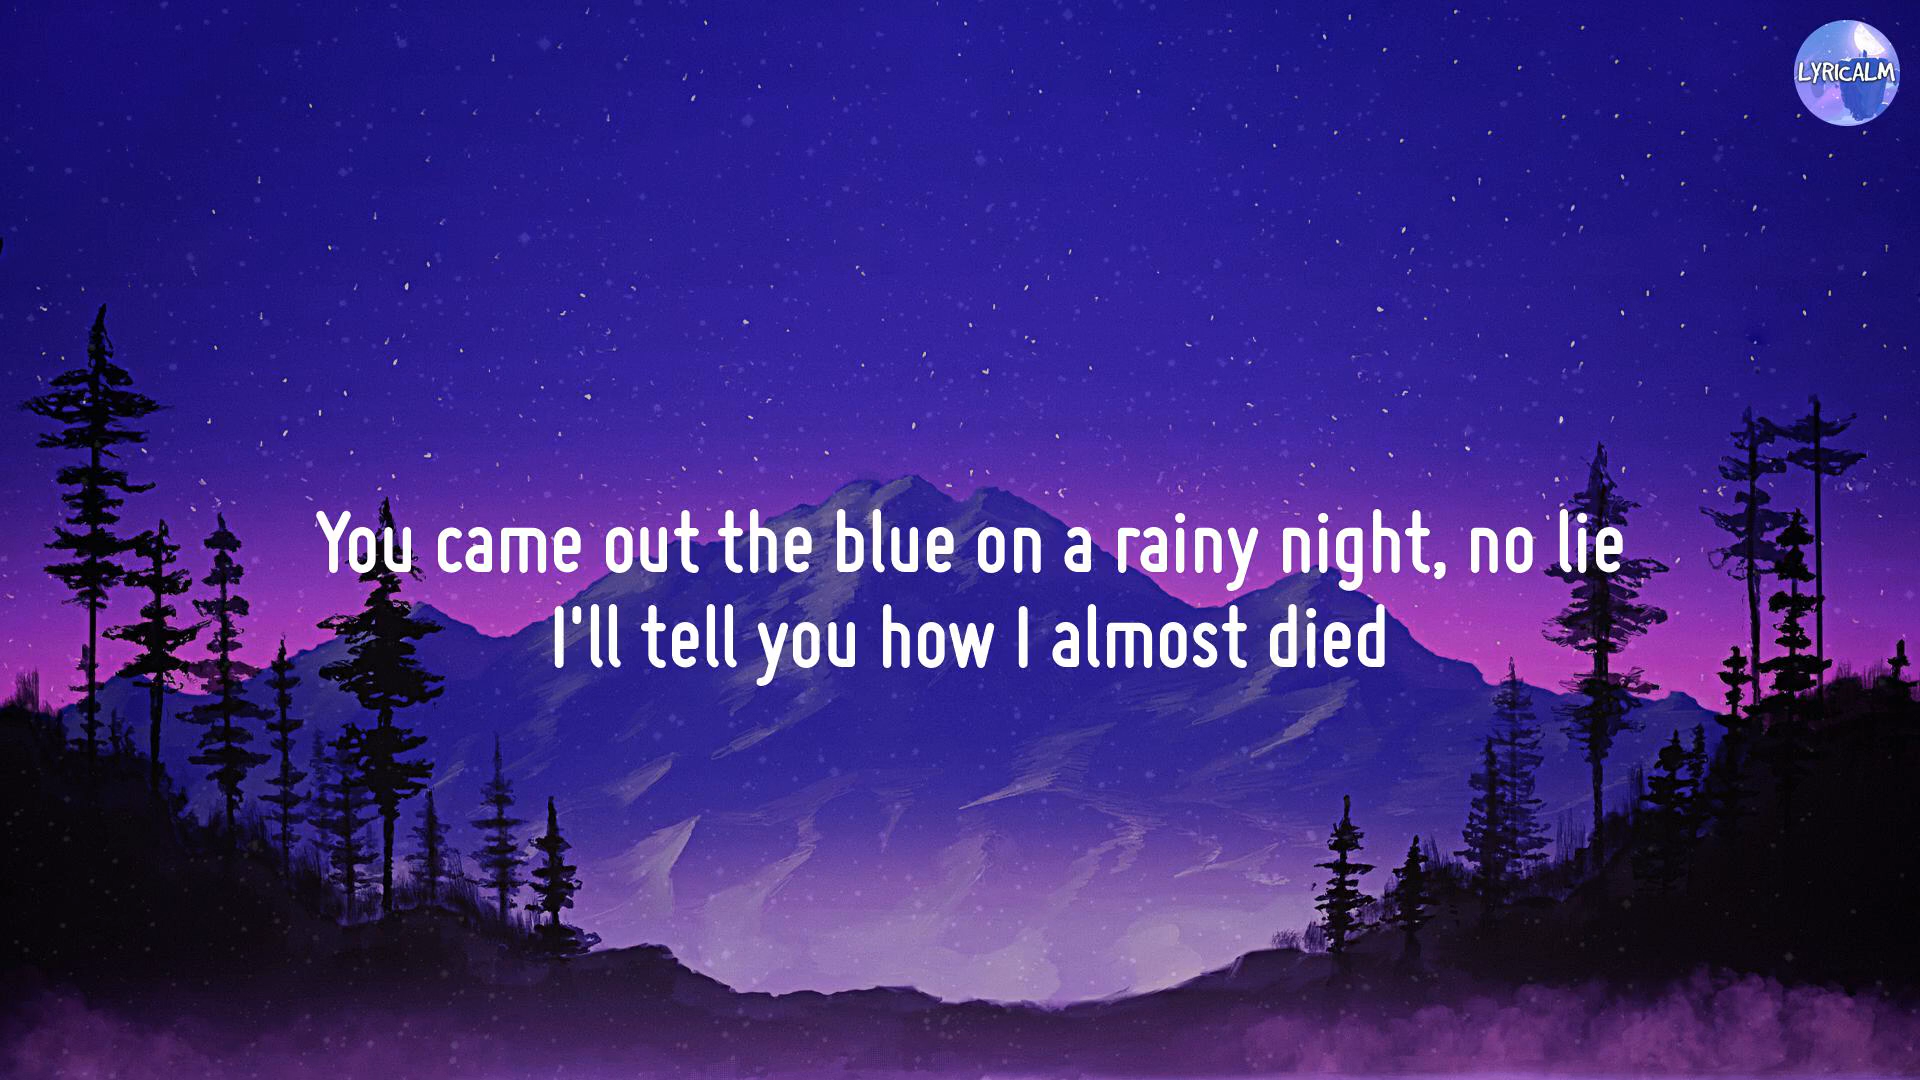 LYRICALM
You came out the blue on a rainy night, no lie
I'll tell you how I almost died